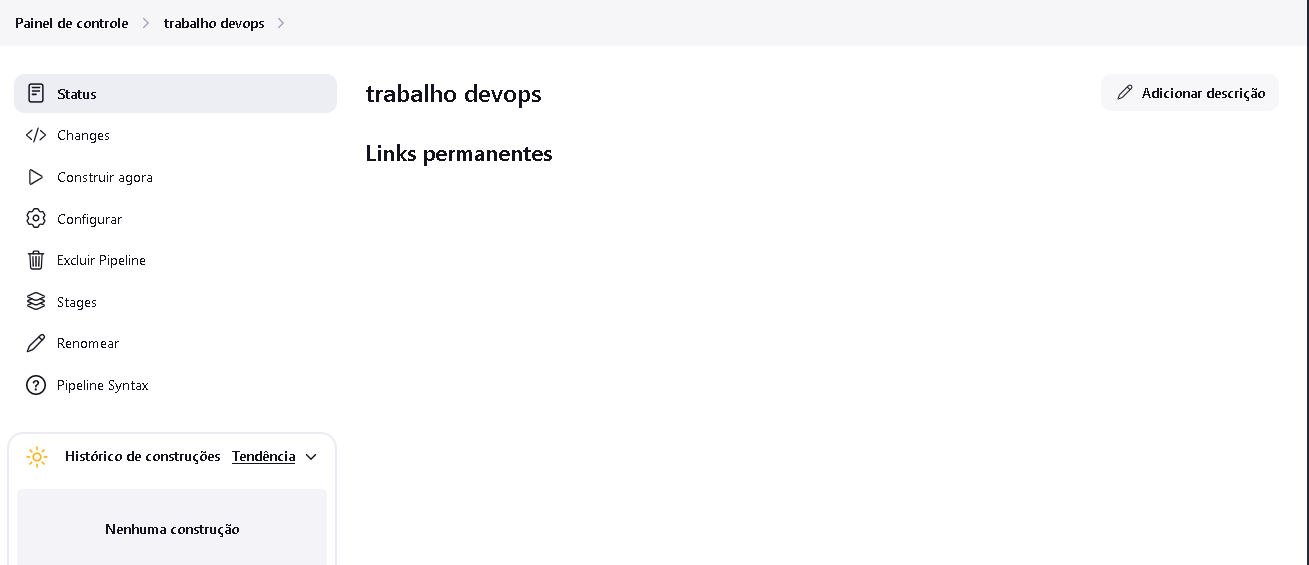 Painel de controle
trabalho devops
Status
Changes
Construir agora
Configurar
Excluir Pipeline
Stages
Renomear
Pipeline Syntax
Histórico de construções Tendência
Nenhuma construção
trabalho devops
Adicionar descrição
Links permanentes